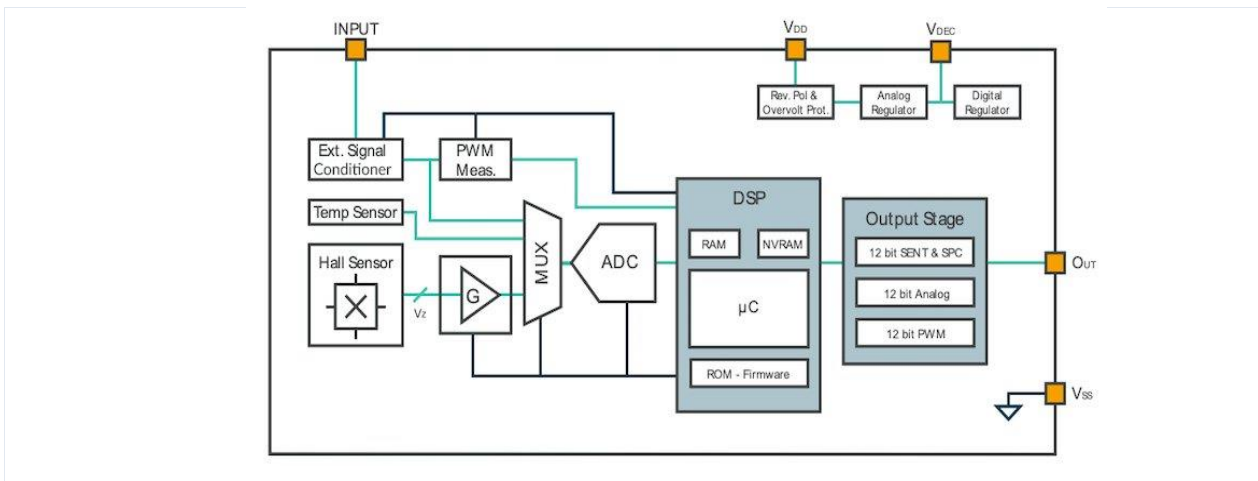 INPUT
VDD
VDEC
Rev. Pol &
Overvolt Prot.
Analog
Regulator
Digital
Regulator
Ext. Signal
Conditioner
PWM
Meas.
Temp Sensor
Hall Sensor
VZ
G
MUX
ADC
DSP
RAM
NVRAM
µC
ROM - Firmware
Output Stage
12 bit SENT & SPC
12 bit Analog
12 bit PWM
OUT
VSS